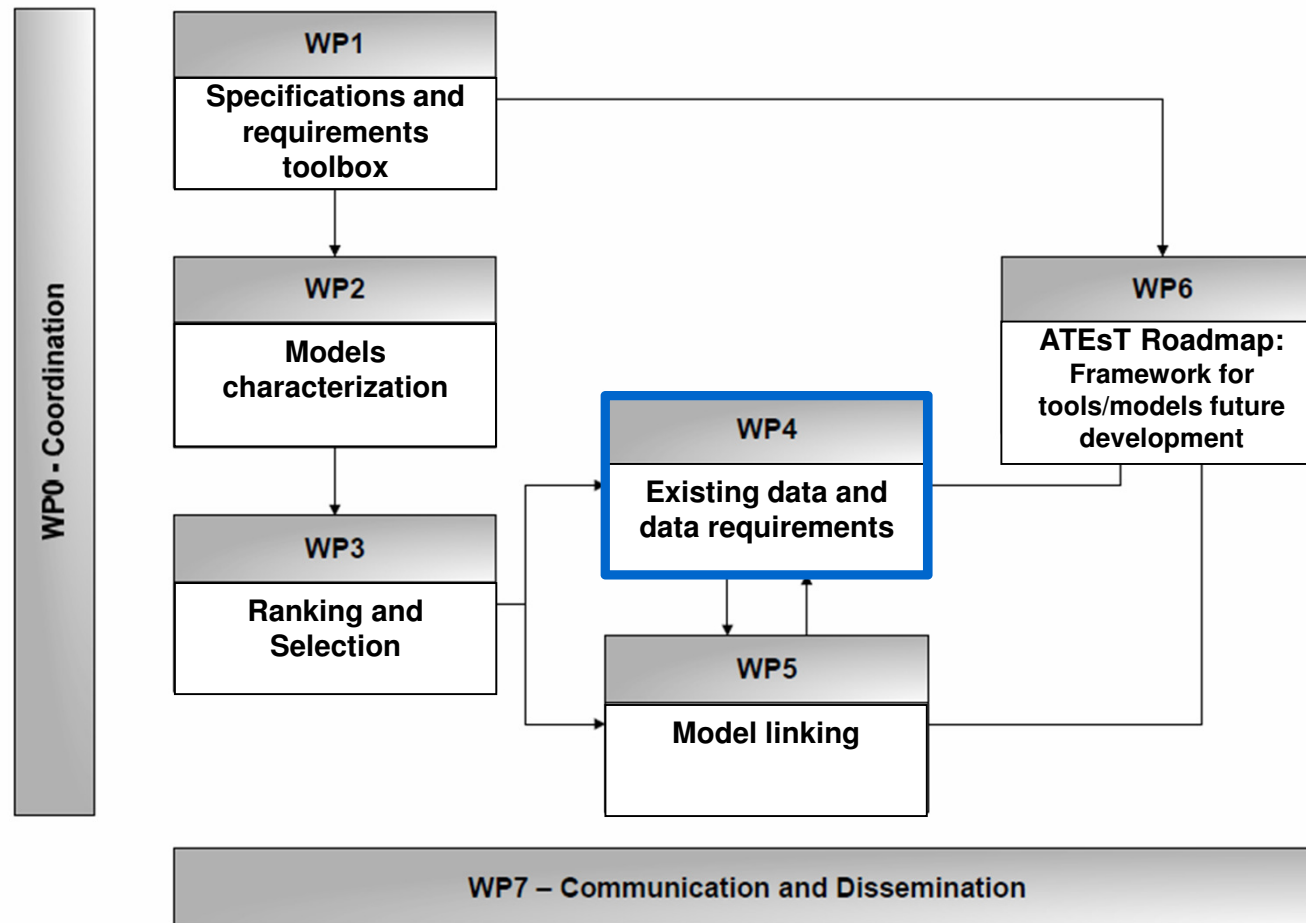 WP0 - Coordination
WP1
Specifications and
requirements
toolbox
WP2
Models
characterization
WP3
Ranking and
Selection
WP4
Existing data and
data requirements
WP5
Model linking
WP6
ATEsT Roadmap:
Framework for
tools/models future
development
WP7 – Communication and Dissemination